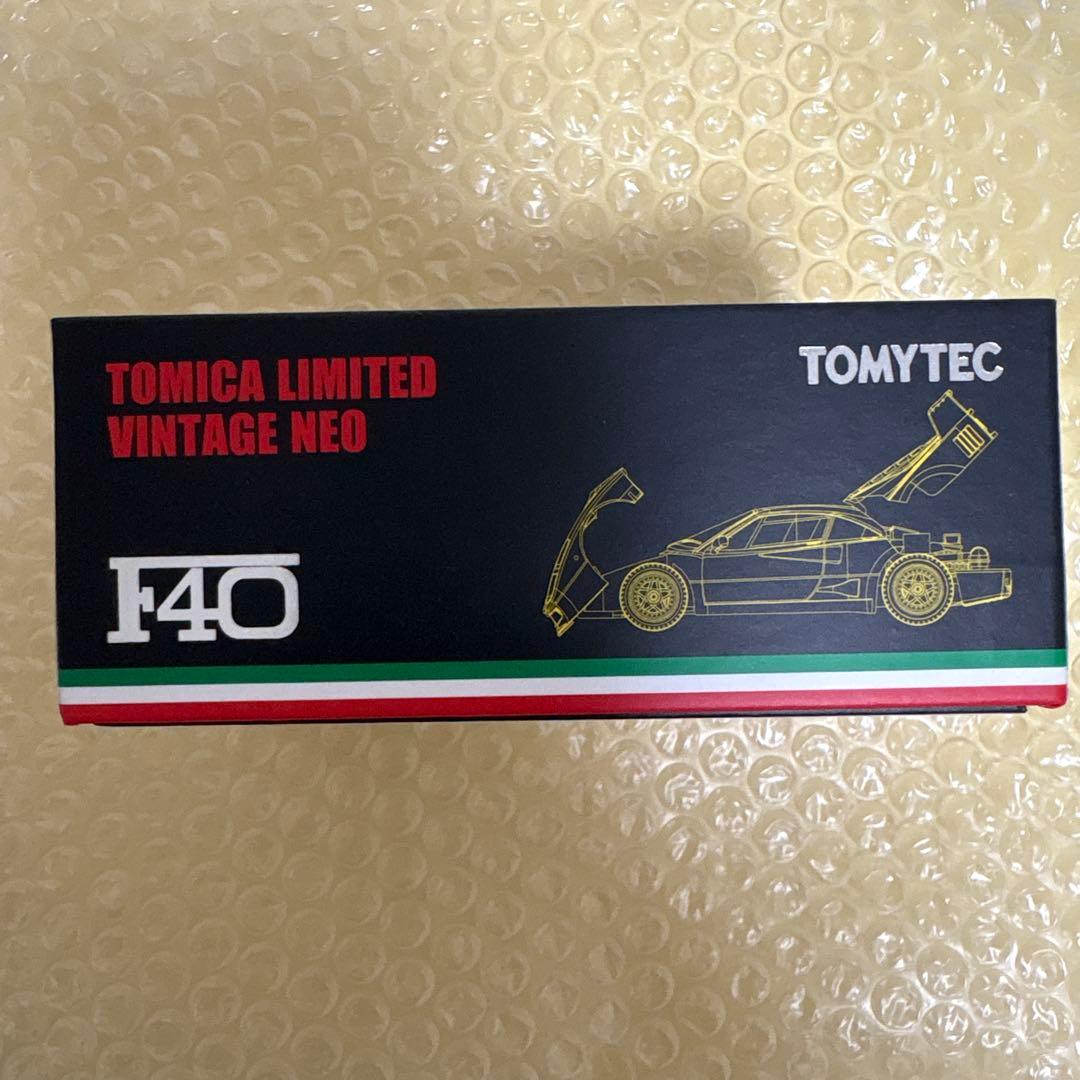 TOMICA LIMITED
VINTAGE NEO
TOMYTEC
F40